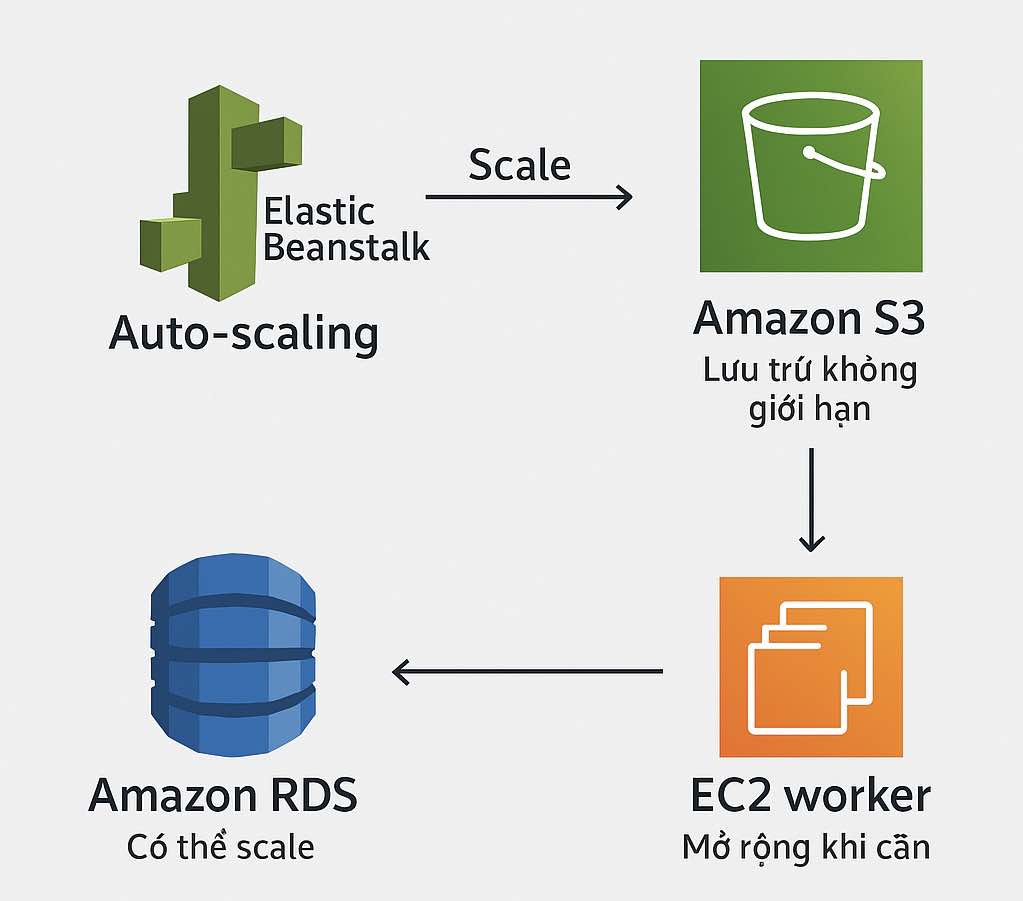 Elastic
Beanstalk
Auto-scaling
Scale
Amazon S3
Lưu trứ khỏng
giới hạn
Amazon RDS
Có thể scale
EC2 worker
Mở rộng khi cần